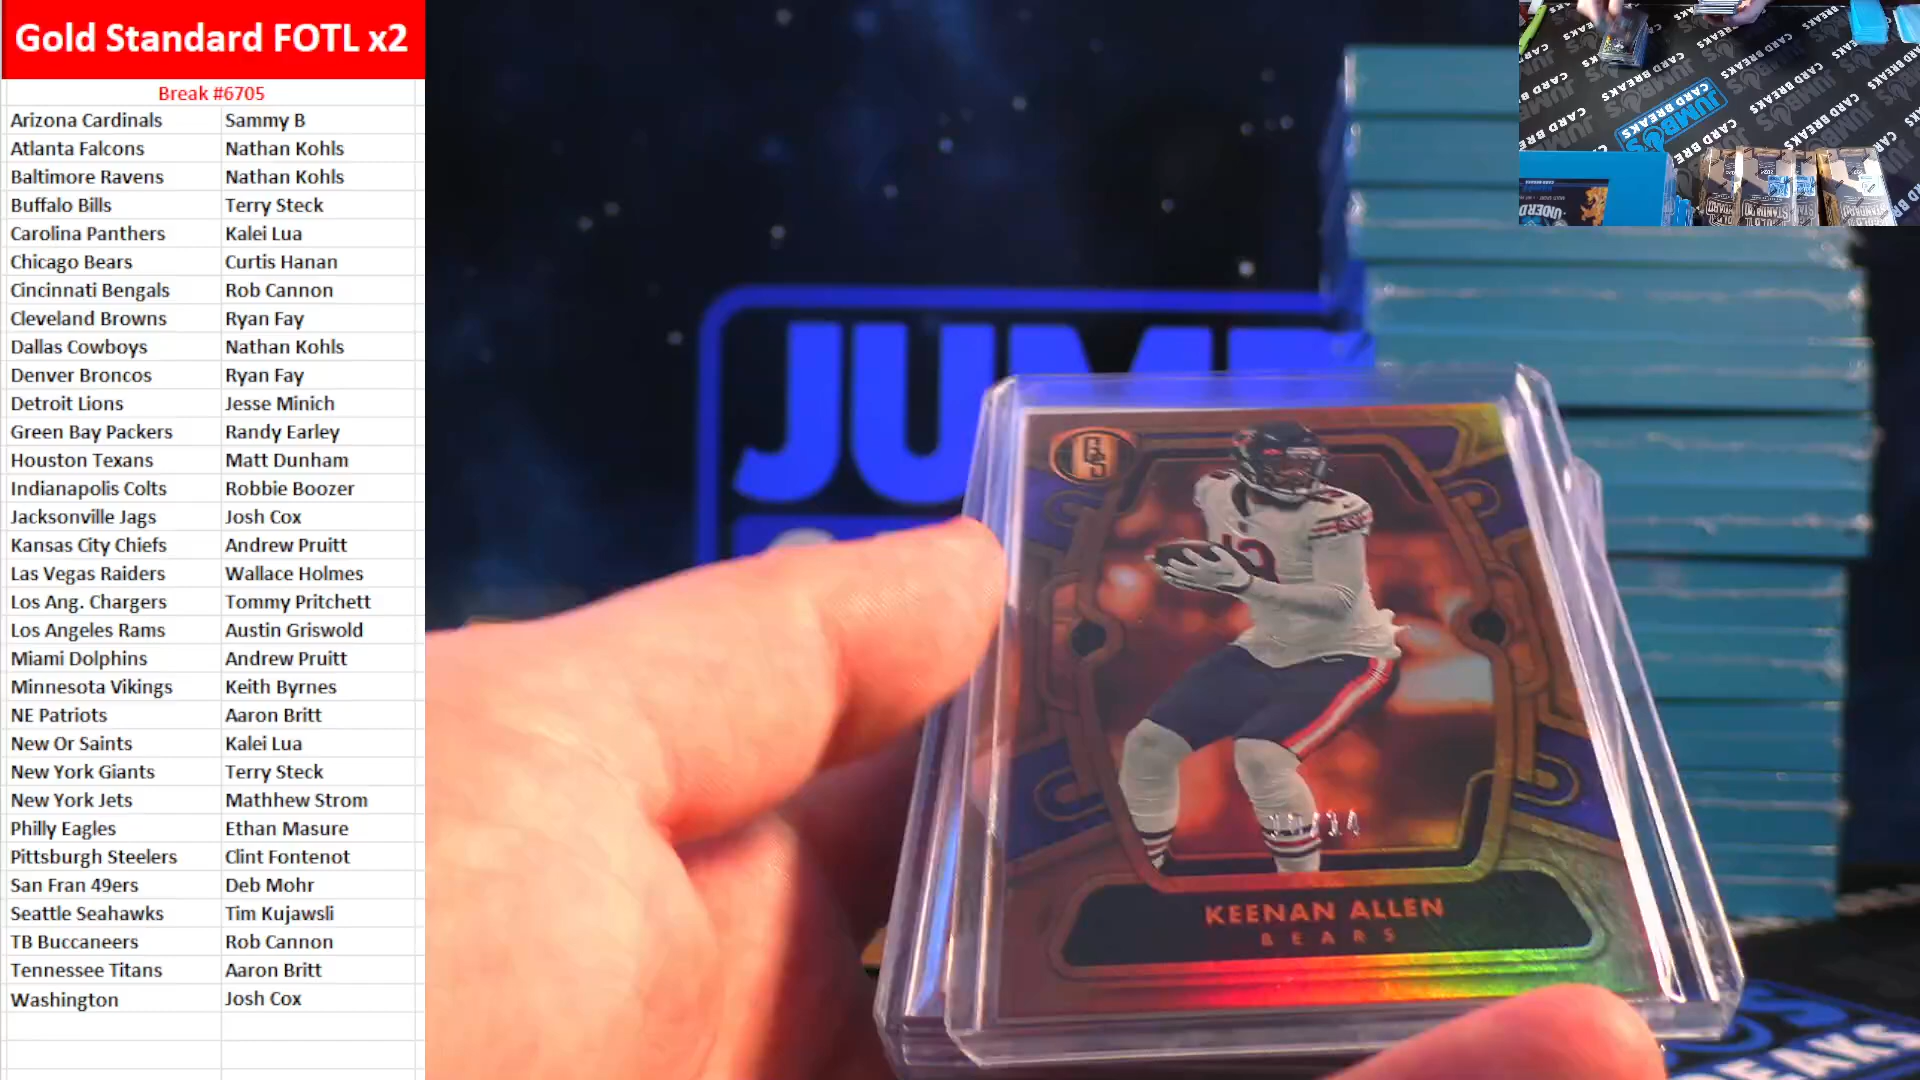 Gold Standard FOTL x2
Break #6705
Arizona Cardinals Sammy B
Atlanta Falcons Nathan Kohls
Baltimore Ravens Nathan Kohls
Buffalo Bills Terry Steck
Carolina Panthers Kalei Lua
Chicago Bears Curtis Hanan
Cincinnati Bengals Rob Cannon
Cleveland Browns Ryan Fay
Dallas Cowboys Nathan Kohls
Denver Broncos Ryan Fay
Detroit Lions Jesse Minich
Green Bay Packers Randy Earley
Houston Texans Matt Dunham
Indianapolis Colts Robbie Boozer
Jacksonville Jags Josh Cox
Kansas City Chiefs Andrew Pruitt
Las Vegas Raiders Wallace Holmes
Los Ang. Chargers Tommy Pritchett
Los Angeles Rams Austin Griswold
Miami Dolphins Andrew Pruitt
Minnesota Vikings Keith Byrnes
NE Patriots Aaron Britt
New Or Saints Kalei Lua
New York Giants Terry Steck
New York Jets Mathhew Strom
Philly Eagles Ethan Masure
Pittsburgh Steelers Clint Fontenot
San Fran 49ers Deb Mohr
Seattle Seahawks Tim Kujawsli
TB Buccaneers Rob Cannon
Tennessee Titans Aaron Britt
Washington Josh Cox
JUMBO'S
CARD BREAKS
GS
KEENAN ALLEN
BEARS